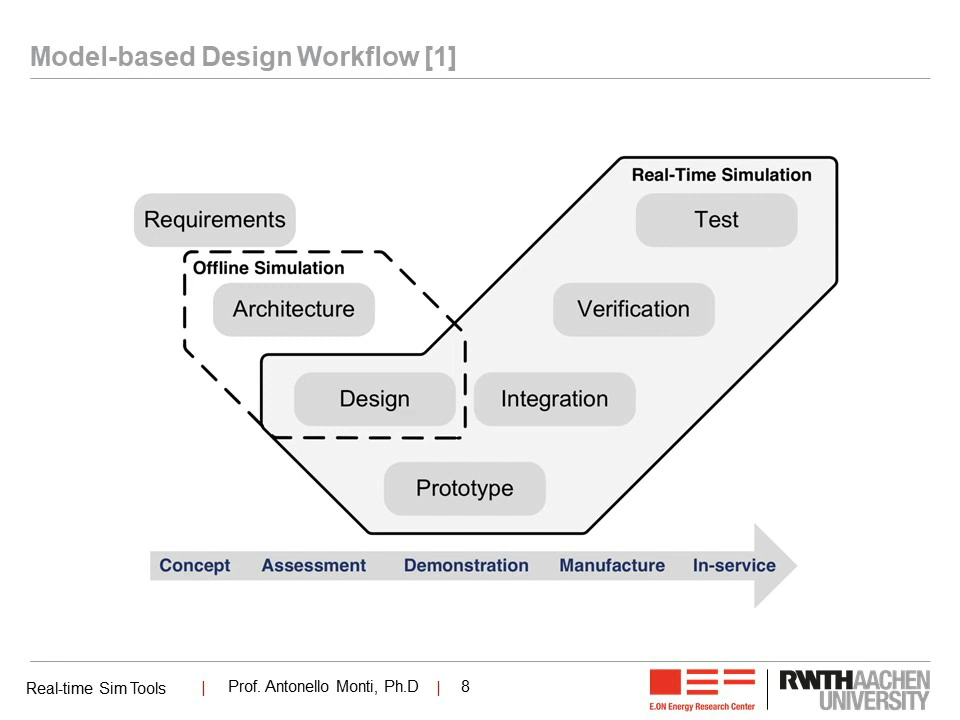 Model-based Design Workflow [1]
Real-Time Simulation
Requirements
Test
Offline Simulation
Architecture
Verification
Design
Integration
Prototype
Concept Assessment Demonstration Manufacture In-service
Real-time Sim Tools | Prof. Antonello Monti, Ph.D | 8
E.ON Energy Research Center
RWTHAACHEN
UNIVERSITY